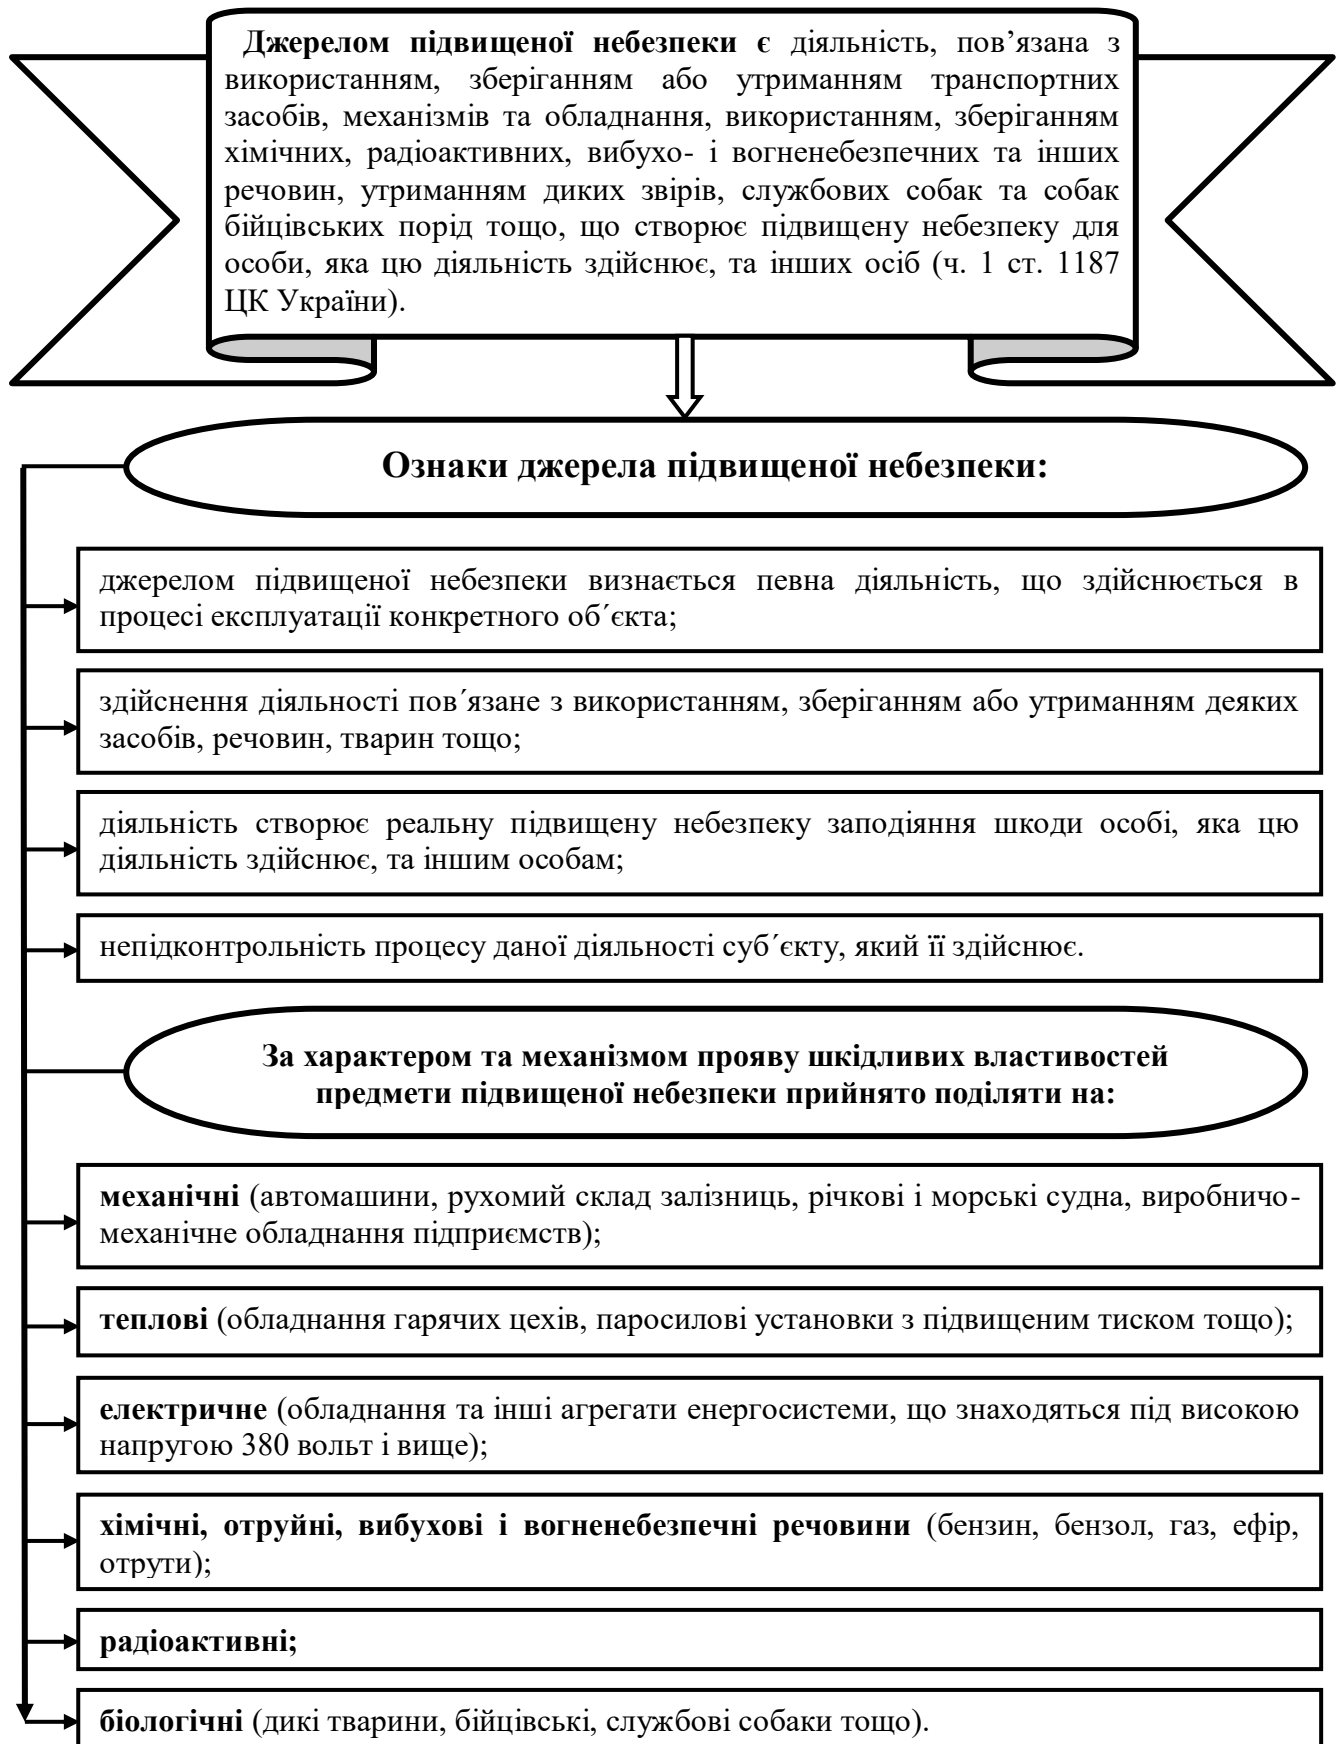 Джерелом підвищеної небезпеки є діяльність, пов’язана з
використанням, зберіганням або утриманням транспортних
засобів, механізмів та обладнання, використанням, зберіганням
хімічних, радіоактивних, вибухо- і вогненебезпечних та інших
речовин, утриманням диких звірів, службових собак та собак
бійцівських порід тощо, що створює підвищену небезпеку для
особи, яка цю діяльність здійснює, та інших осіб (ч. 1 ст. 1187
ЦК України).
Ознаки джерела підвищеної небезпеки:
джерелом підвищеної небезпеки визнається певна діяльність, що здійснюється в
процесі експлуатації конкретного об´єкта;
здійснення діяльності пов´язане з використанням, зберіганням або утриманням деяких
засобів, речовин, тварин тощо;
діяльність створює реальну підвищену небезпеку заподіяння шкоди особі, яка цю
діяльність здійснює, та іншим особам;
непідконтрольність процесу даної діяльності суб´єкту, який її здійснює.
За характером та механізмом прояву шкідливих властивостей
предмети підвищеної небезпеки прийнято поділяти на:
механічні (автомашини, рухомий склад залізниць, річкові і морські судна, виробничо-
механічне обладнання підприємств);
теплові (обладнання гарячих цехів, паросилові установки з підвищеним тиском тощо);
електричне (обладнання та інші агрегати енергосистеми, що знаходяться під високою
напругою 380 вольт і вище);
хімічні, отруйні, вибухові і вогненебезпечні речовини (бензин, бензол, газ, ефір,
отрути);
радіоактивні;
біологічні (дикі тварини, бійцівські, службові собаки тощо).